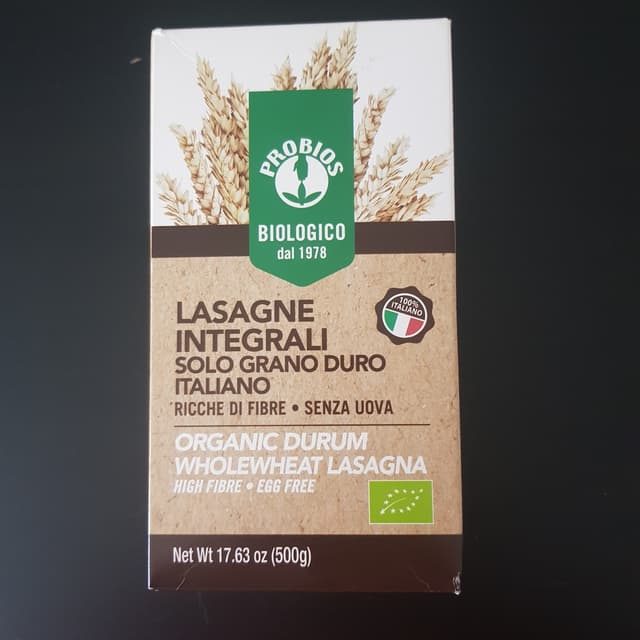 PROBIOS
BIOLOGICO
dal 1978
LASAGNE
INTEGRALI
SOLO GRANO DURO
ITALIANO
RICCHE DI FIBRE • SENZA UOVA
100%
ITALIANO
ORGANIC DURUM
WHOLEWHEAT LASAGNA
HIGH FIBRE • EGG FREE
Net Wt 17.63 oz (500g)